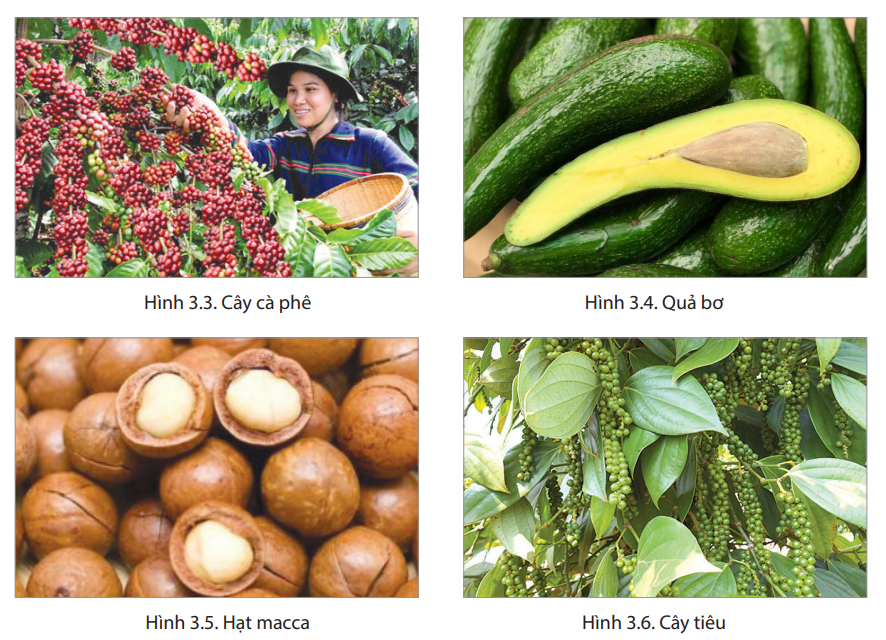 Hình 3.3. Cây cà phê
Hình 3.4. Quả bơ
Hình 3.5. Hạt macca
Hình 3.6. Cây tiêu